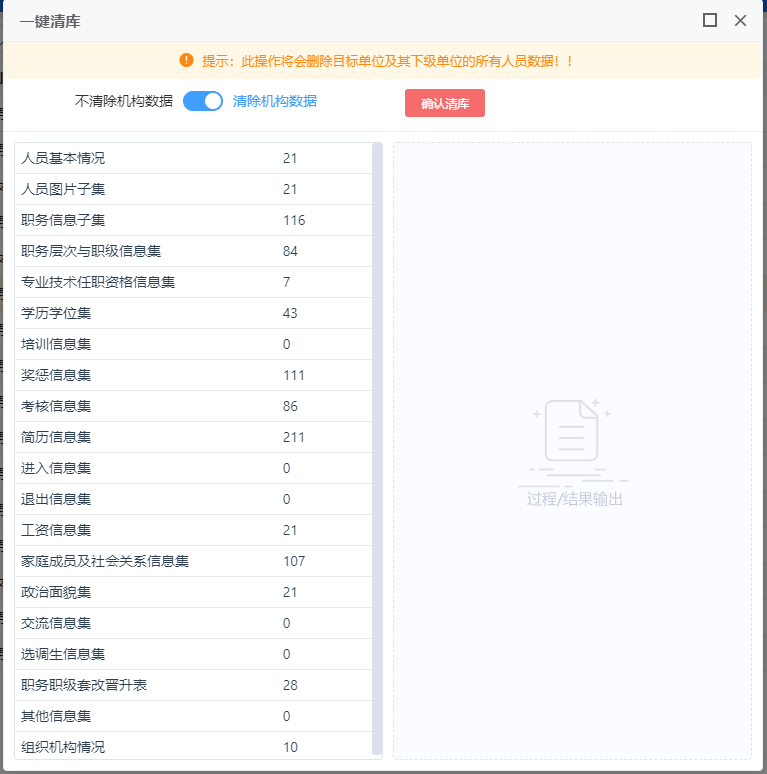 一键清库
提示：此操作将会删除目标单位及其下级单位的所有人员数据！！
不清除机构数据 清除机构数据 确认清库
人员基本情况 21
人员图片子集 21
职务信息子集 116
职务层次与职级信息集 84
专业技术任职资格信息集 7
学历学位集 43
培训信息集 0
奖惩信息集 111
考核信息集 86
简历信息集 211
进入信息集 0
退出信息集 0
工资信息集 21
家庭成员及社会关系信息集 107
政治面貌集 21
交流信息集 0
选调生信息集 0
职务职级套改晋升表 28
其他信息集 0
组织机构情况 10
过程/结果输出